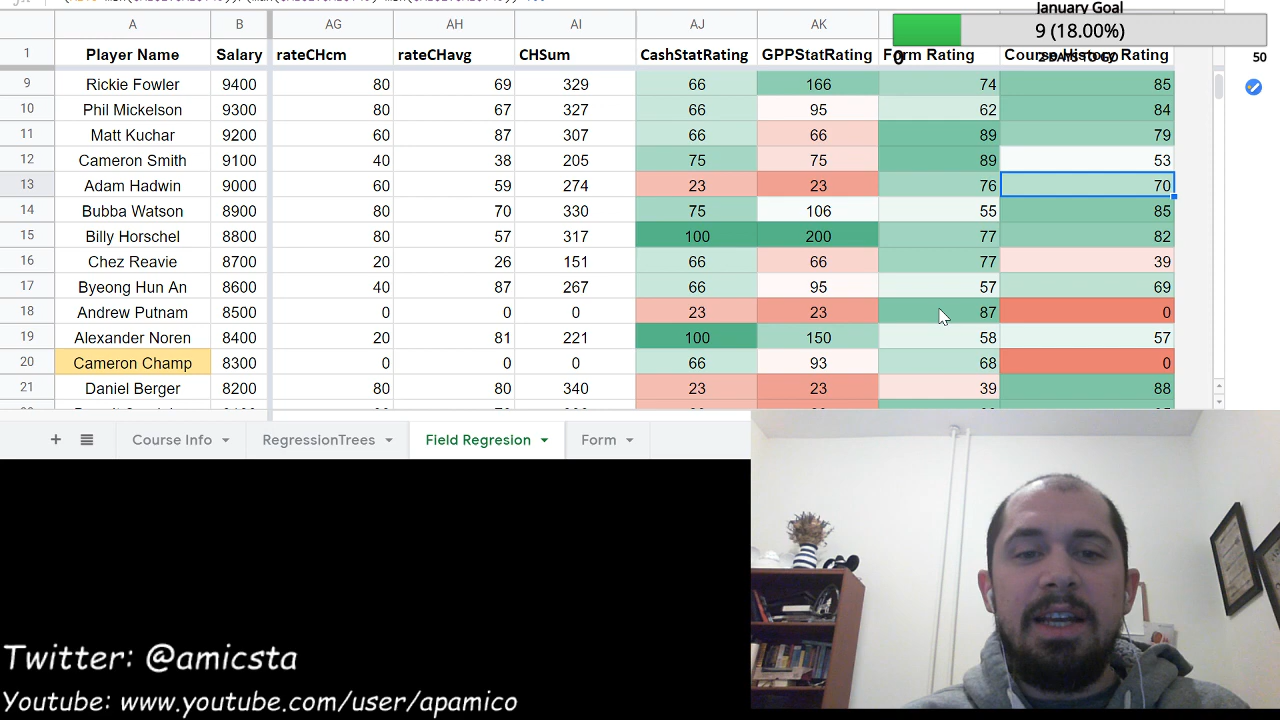 January Goal
9 (18.00%)
A B AG AH AI AJ AK
1 Player Name Salary rateCHcm rateCHavg CHSum CashStatRating GPPStatRating Form Rating Course History Rating
0 2 DAYS TO GO 50
9 Rickie Fowler 9400 80 69 329 66 166 74 85
10 Phil Mickelson 9300 80 67 327 66 95 62 84
11 Matt Kuchar 9200 60 87 307 66 66 89 79
12 Cameron Smith 9100 40 38 205 75 75 89 53
13 Adam Hadwin 9000 60 59 274 23 23 76 70
14 Bubba Watson 8900 80 70 330 75 106 55 85
15 Billy Horschel 8800 80 57 317 100 200 77 82
16 Chez Reavie 8700 20 26 151 66 66 77 39
17 Byeong Hun An 8600 40 87 267 66 95 57 69
18 Andrew Putnam 8500 0 0 0 23 23 87 0
19 Alexander Noren 8400 20 81 221 100 150 58 57
20 Cameron Champ 8300 0 0 0 66 93 68 0
21 Daniel Berger 8200 80 80 340 23 23 39 88
+ Course Info RegressionTrees Field Regresion Form
Twitter: @amicsta
Youtube: www.youtube.com/user/apamico